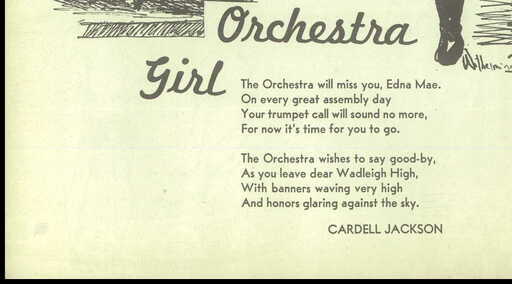 Orchestra
Girl
The Orchestra will miss you, Edna Mae.
On every great assembly day
Your trumpet call will sound no more,
For now it's time for you to go.
The Orchestra wishes to say good-by,
As you leave dear Wadleigh High,
With banners waving very high
And honors glaring against the sky.
CARDELL JACKSON